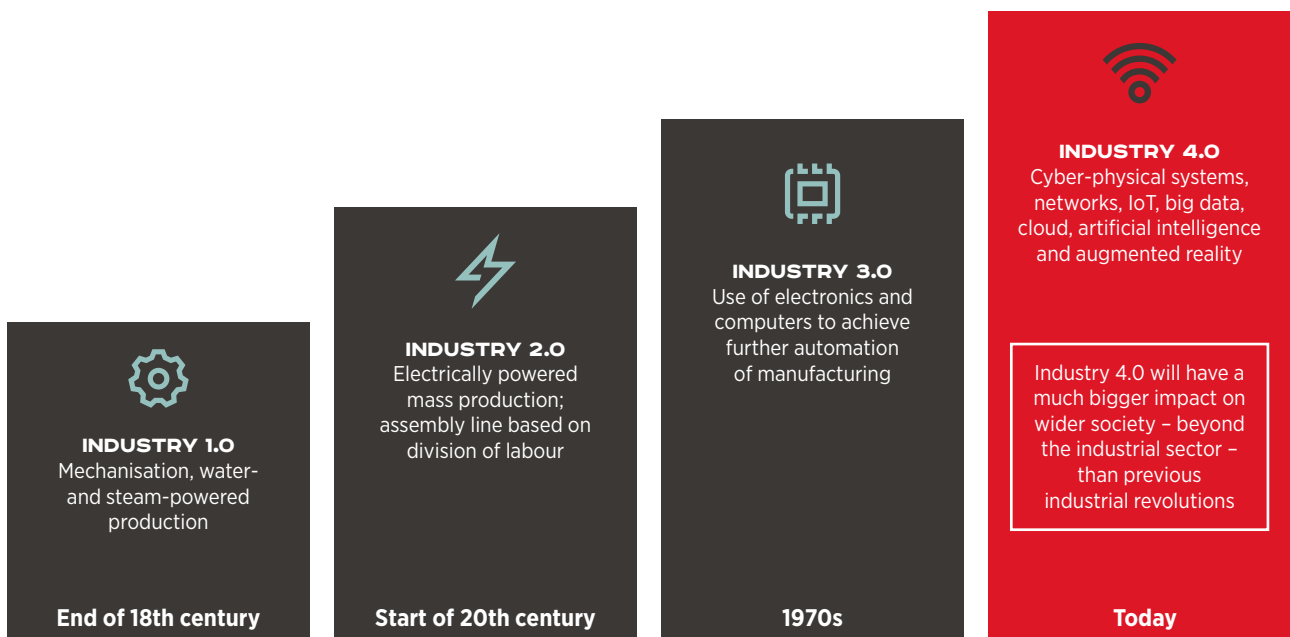 INDUSTRY 1.0
Mechanisation, water-
and steam-powered
production
End of 18th century
INDUSTRY 2.0
Electrically powered
mass production;
assembly line based on
division of labour
Start of 20th century
INDUSTRY 3.0
Use of electronics and
computers to achieve
further automation
of manufacturing
1970s
INDUSTRY 4.0
Cyber-physical systems,
networks, IoT, big data,
cloud, artificial intelligence
and augmented reality
Industry 4.0 will have a
much bigger impact on
wider society – beyond
the industrial sector –
than previous
industrial revolutions
Today